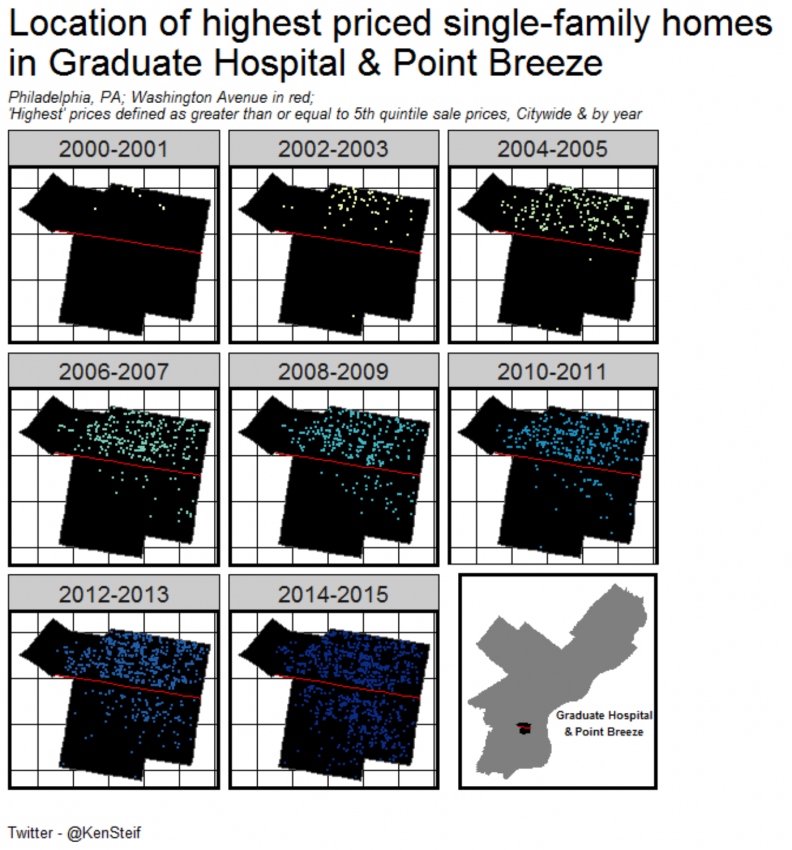 Location of highest priced single-family homes
in Graduate Hospital & Point Breeze
Philadelphia, PA; Washington Avenue in red;
'Highest' prices defined as greater than or equal to 5th quintile sale prices, Citywide & by year
2000-2001
2002-2003
2004-2005
2006-2007
2008-2009
2010-2011
2012-2013
2014-2015
Graduate Hospital
& Point Breeze
Twitter - @KenSteif